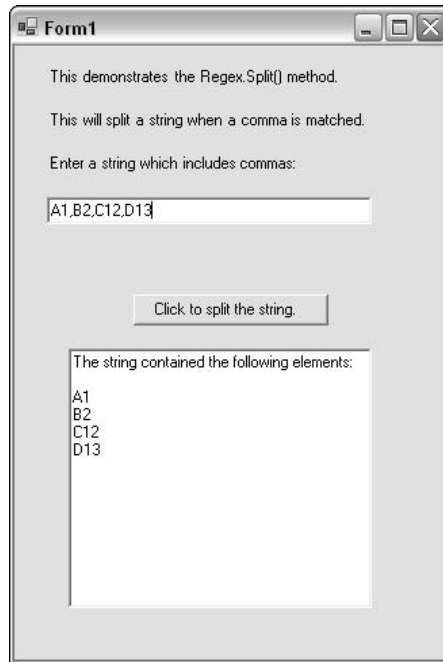 Form1
This demonstrates the Regex.Split() method.
This will split a string when a comma is matched.
Enter a string which includes commas:
A1,B2,C12,D13
Click to split the string.
The string contained the following elements:
A1
B2
C12
D13